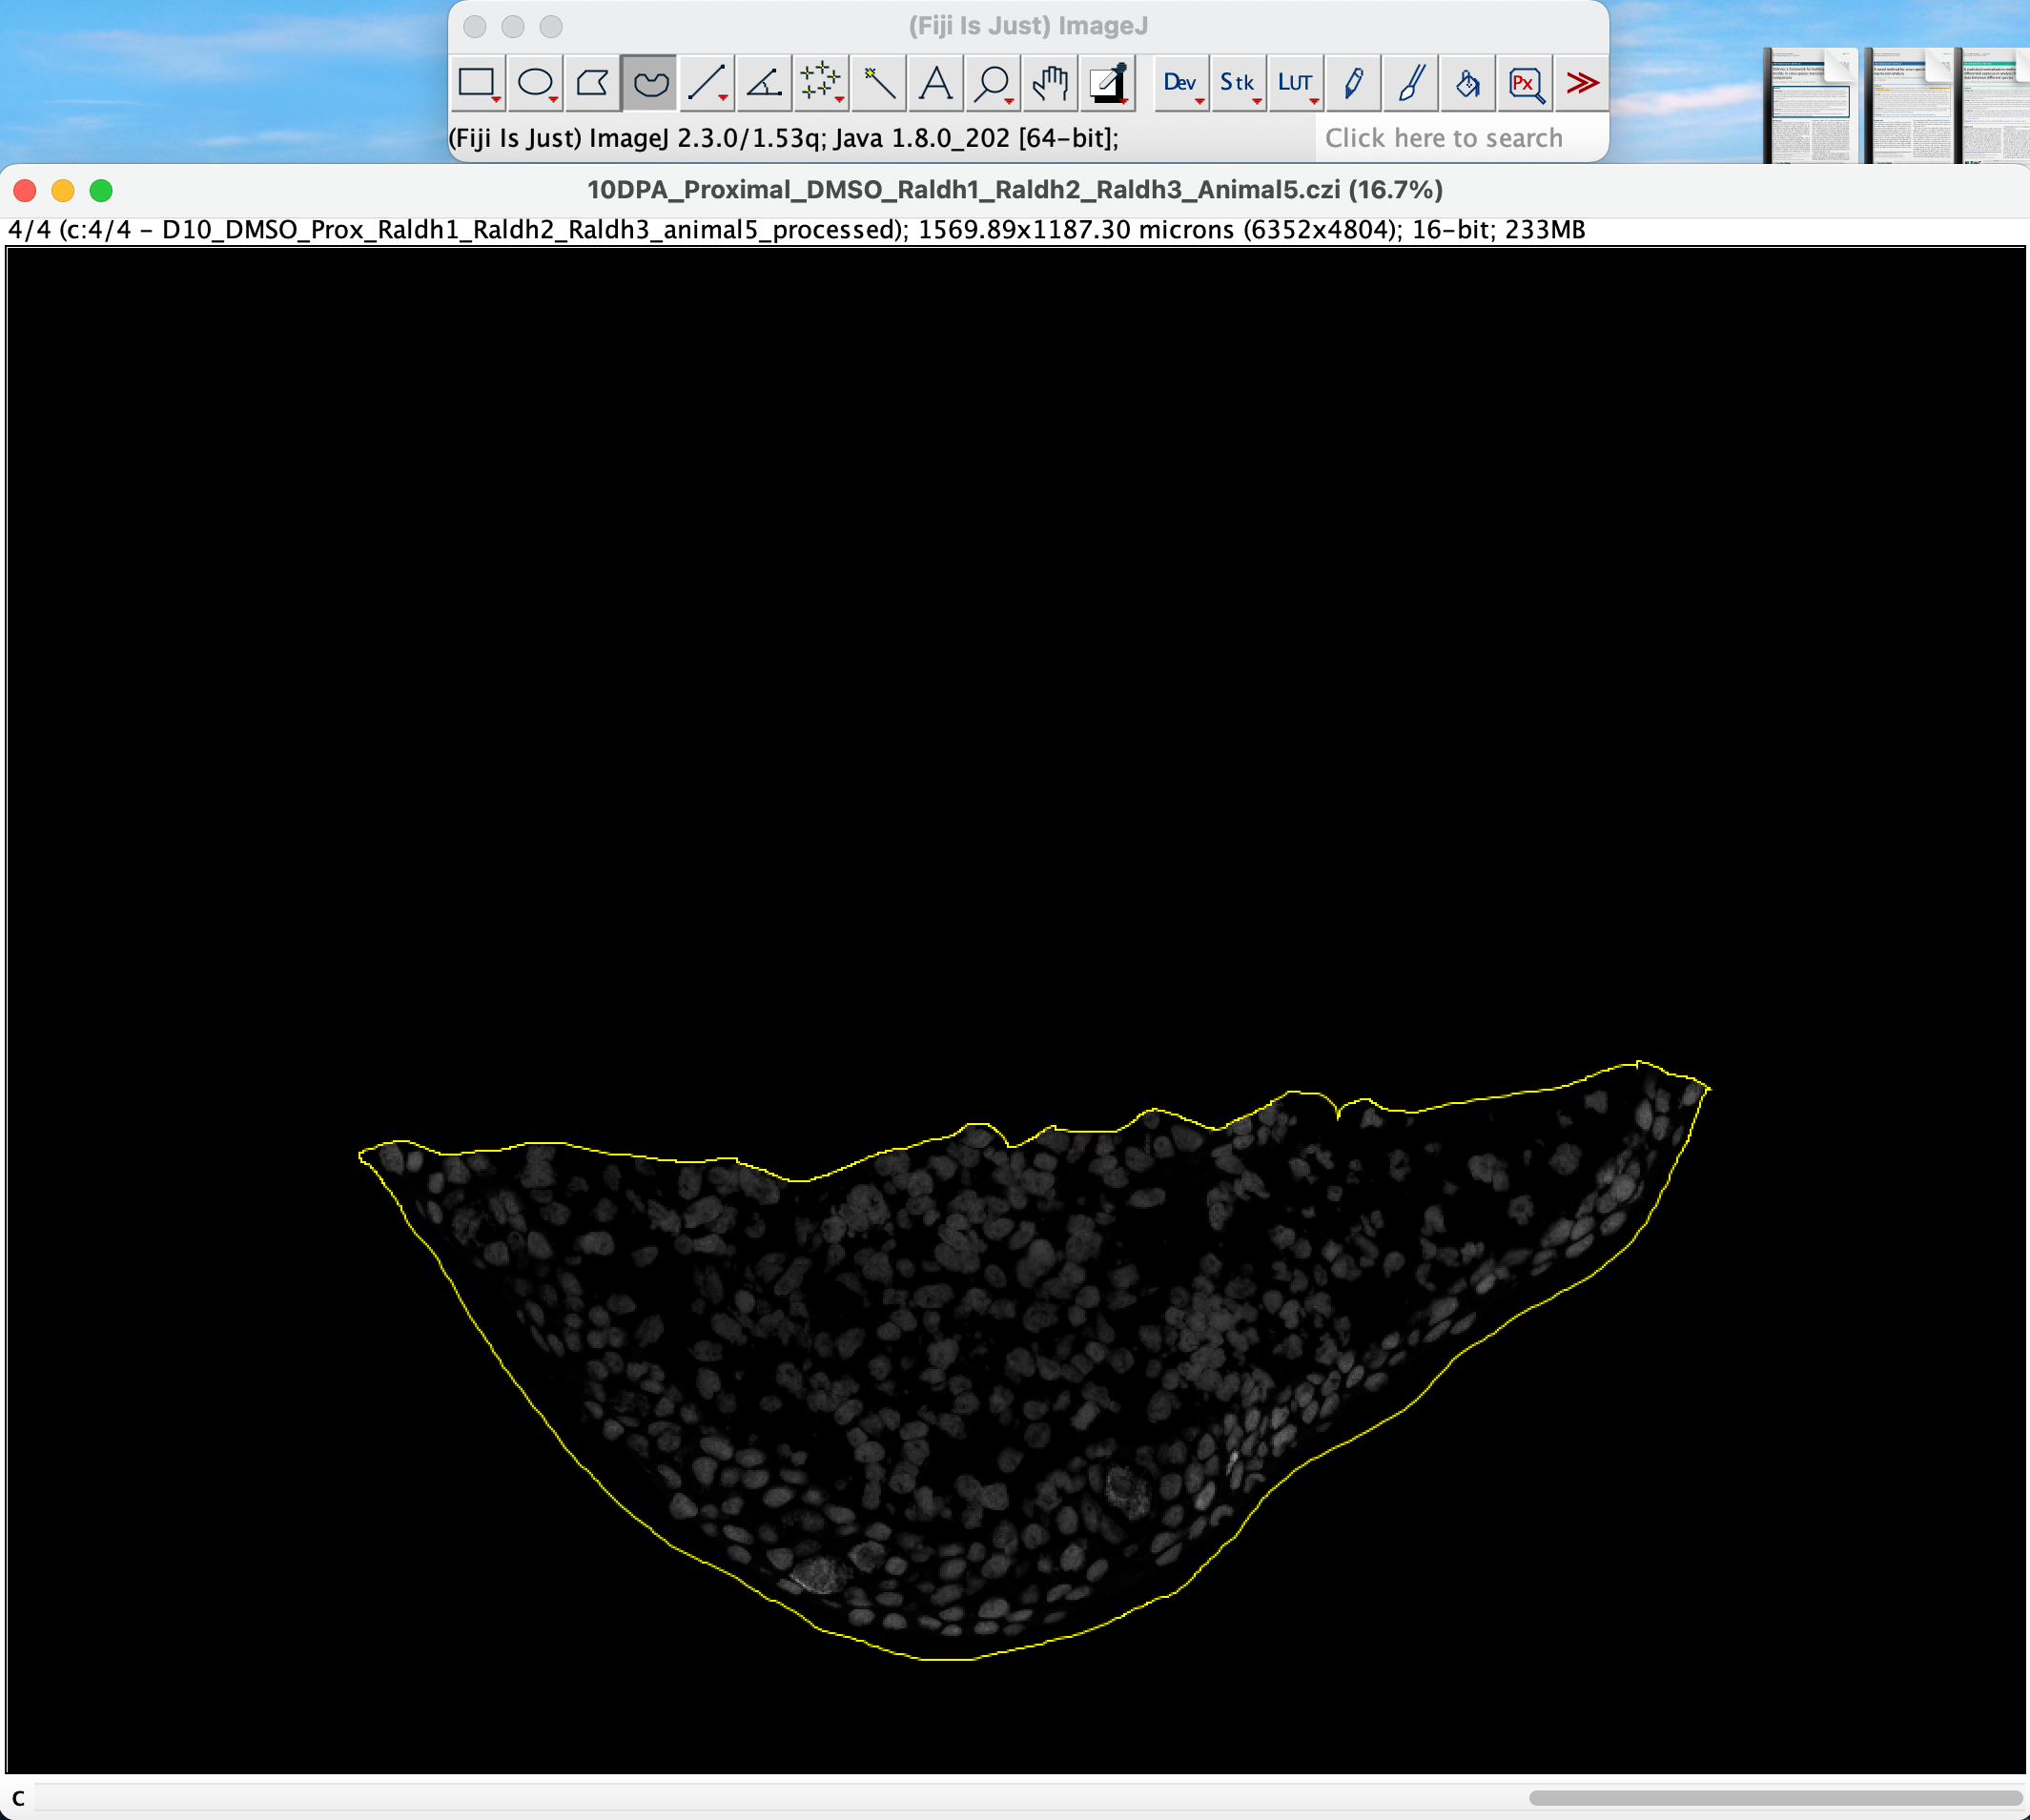 (Fiji Is Just) ImageJ
A Dev Stk LUT Px >>
(Fiji Is Just) ImageJ 2.3.0/1.53q; Java 1.8.0_202 [64-bit];
Click here to search
10DPA_Proximal_DMSO_Raldh1_Raldh2_Raldh3_Animal5.czi (16.7%)
4/4 (c:4/4 - D10_DMSO_Prox_Raldh1_Raldh2_Raldh3_animal5_processed); 1569.89x1187.30 microns (6352x4804); 16-bit; 233MB
C